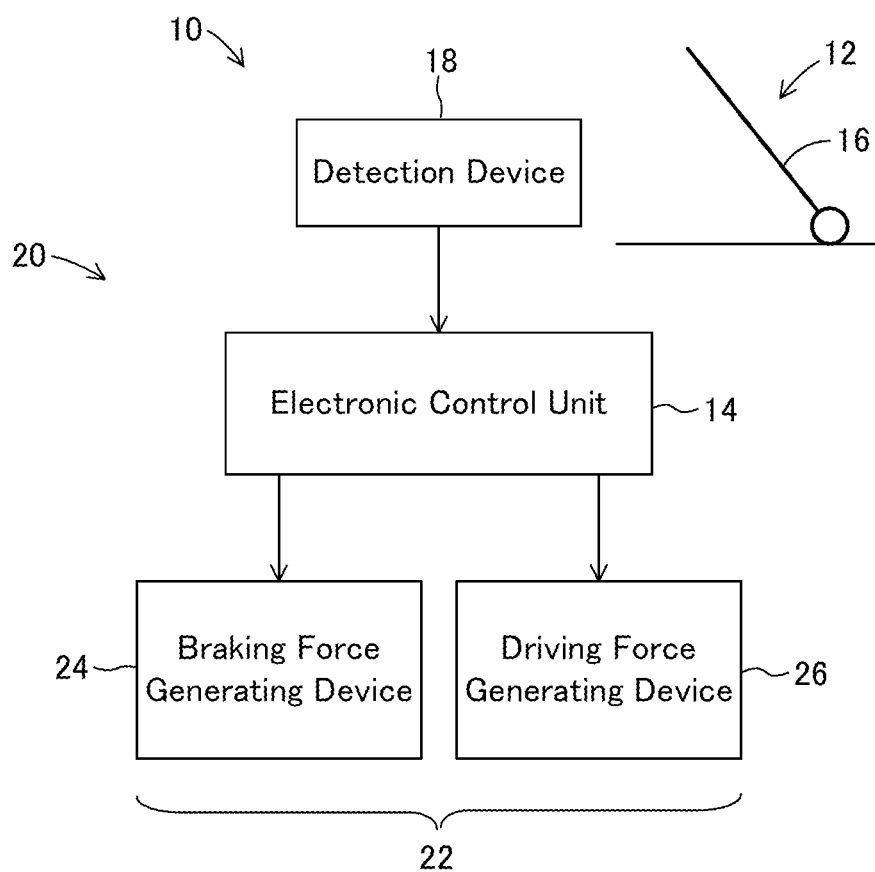 10
18
12
Detection Device
16
20
Electronic Control Unit
14
24
Braking Force
Generating Device
Driving Force
Generating Device
26
22